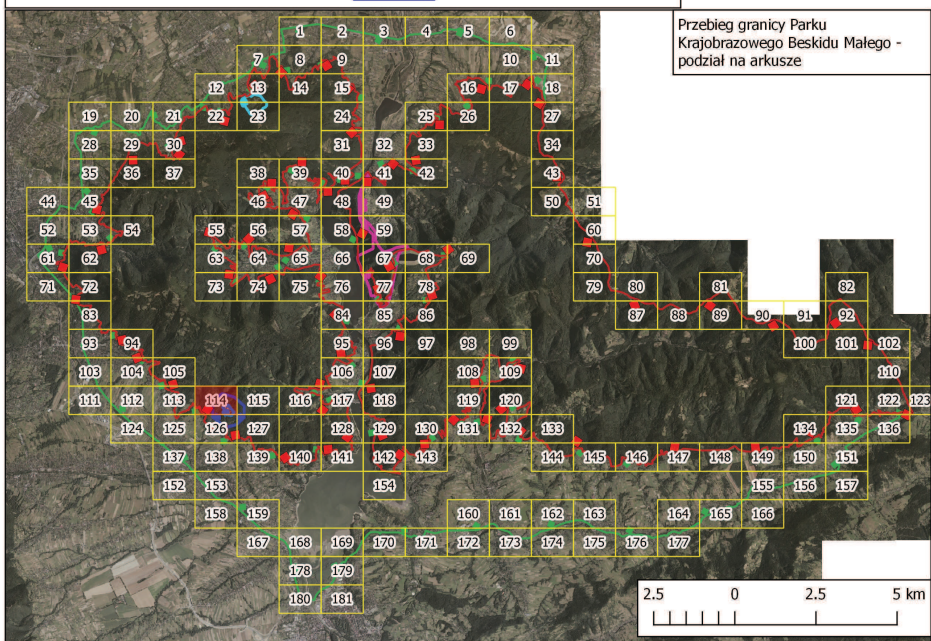 Przebieg granicy Parku
Krajobrazowego Beskidu Małego -
podział na arkusze
1 2 3 4 5 6
7 8 9 10 11
12 13 14 15 16 17 18
19 20 21 22 23 24 25 26 27
28 29 30 31 32 33 34
35 36 37 38 39 40 41 42 43
44 45 46 47 48 49 50 51
52 53 54 55 56 57 58 59 60
61 62 63 64 65 66 67 68 69 70
71 72 73 74 75 76 77 78 79 80 81 82
83 84 85 86 87 88 89 90 91 92
93 94 95 96 97 98 99 100 101 102
103 104 105 106 107 108 109 110
111 112 113 114 115 116 117 118 119 120 121 122 123
124 125 126 127 128 129 130 131 132 133 134 135 136
137 138 139 140 141 142 143 144 145 146 147 148 149 150 151
152 153 154 155 156 157
158 159 160 161 162 163 164 165 166
167 168 169 170 171 172 173 174 175 176 177
178 179
180 181
2.5 0 2.5 5 km